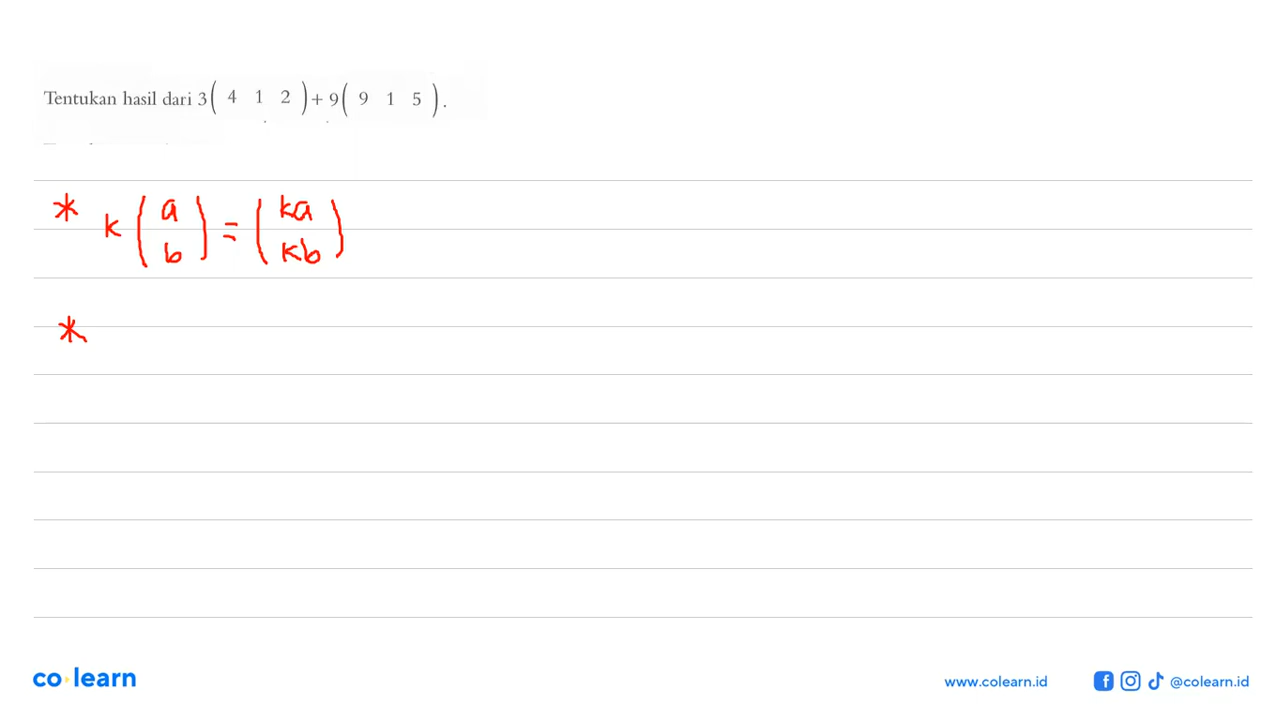 Tentukan hasil dari 3( 4 1 2 ) + 9( 9 1 5 ).
* k ( a b ) = ( ka kb )
*
co learn
www.colearn.id @colearn.id